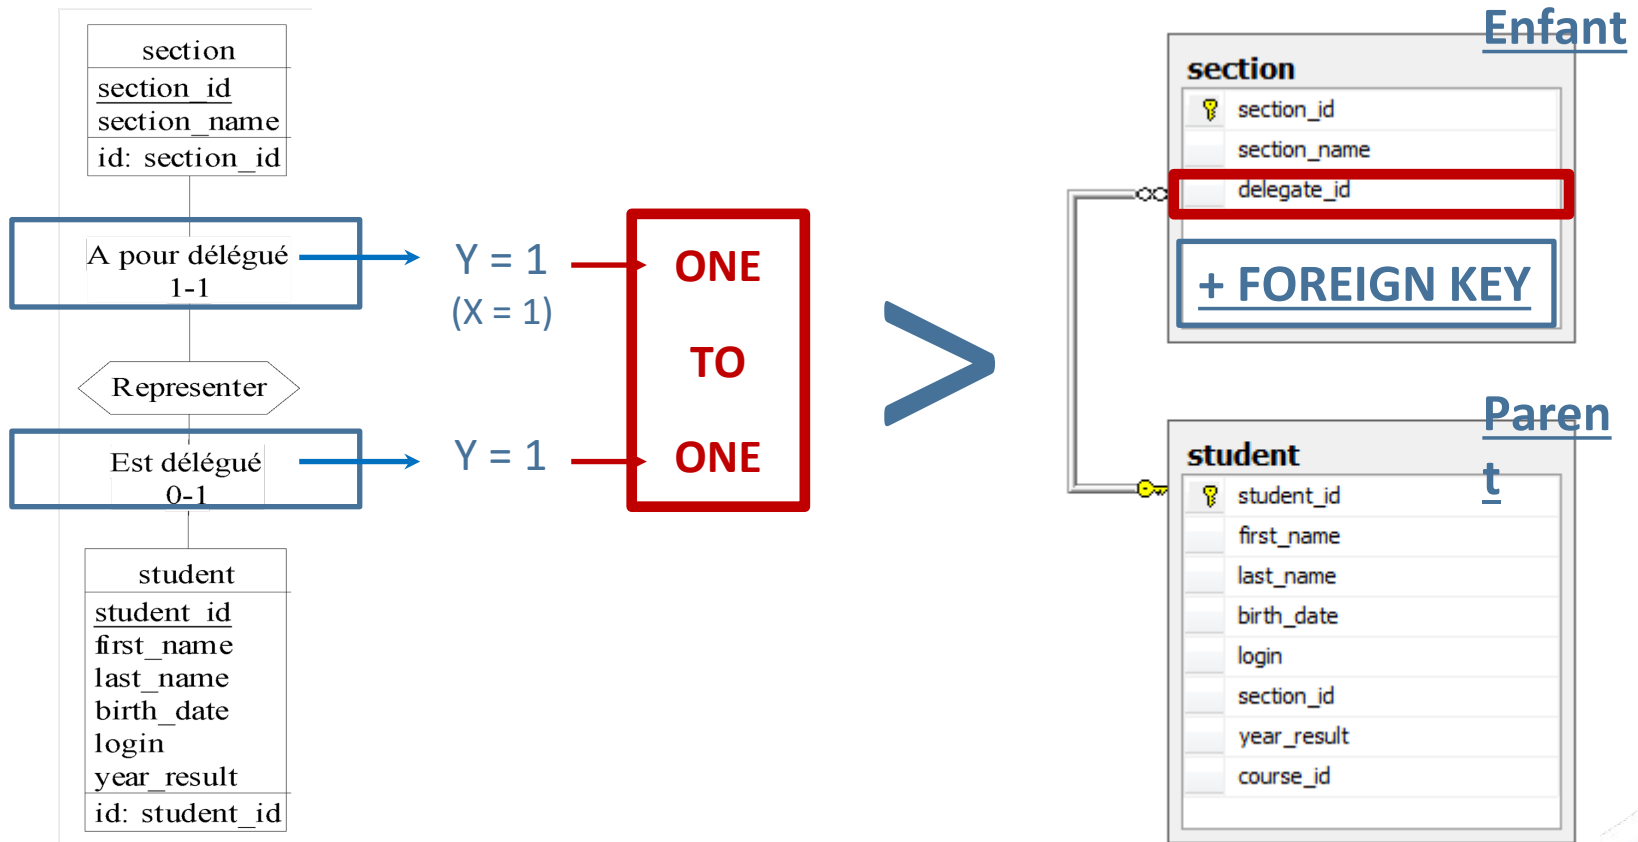 section
section_id
section_name
id: section_id
A pour délégué
1-1
Representer
Est délégué
0-1
student
student_id
first_name
last_name
birth_date
login
year_result
id: student_id
Y = 1
(X = 1)
Y = 1
ONE
TO
ONE
>
Enfant
section
section_id
section_name
delegate_id
+ FOREIGN KEY
Paren
t
student
student_id
first_name
last_name
birth_date
login
section_id
year_result
course_id